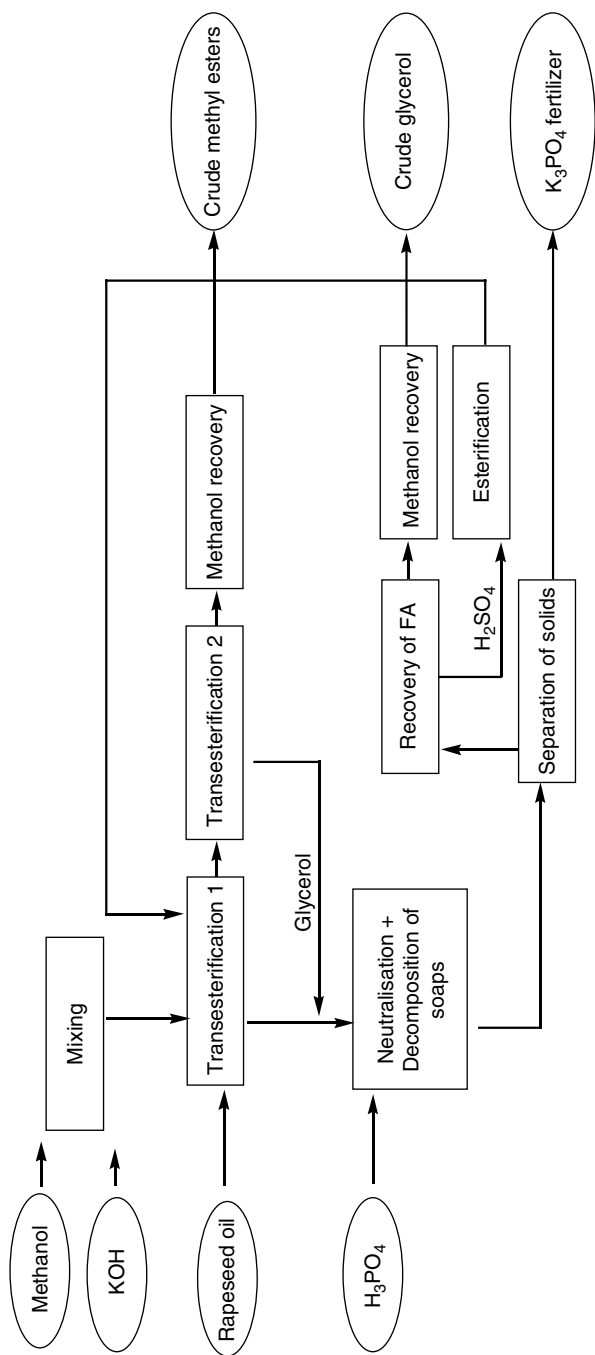 Methanol
KOH
Mixing
Rapeseed oil
Transesterification 1
Transesterification 2
Methanol recovery
Crude methyl esters
Glycerol
H₃PO₄
Neutralisation +
Decomposition of
soaps
Recovery of FA
Methanol recovery
Crude glycerol
H₂SO₄
Esterification
Separation of solids
K₃PO₄ fertilizer